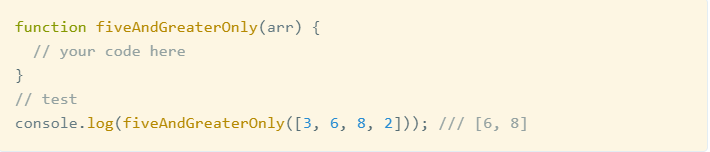 function fiveAndGreaterOnly(arr) {
  // your code here
}
// test
console.log(fiveAndGreaterOnly([3, 6, 8, 2])); /// [6, 8]